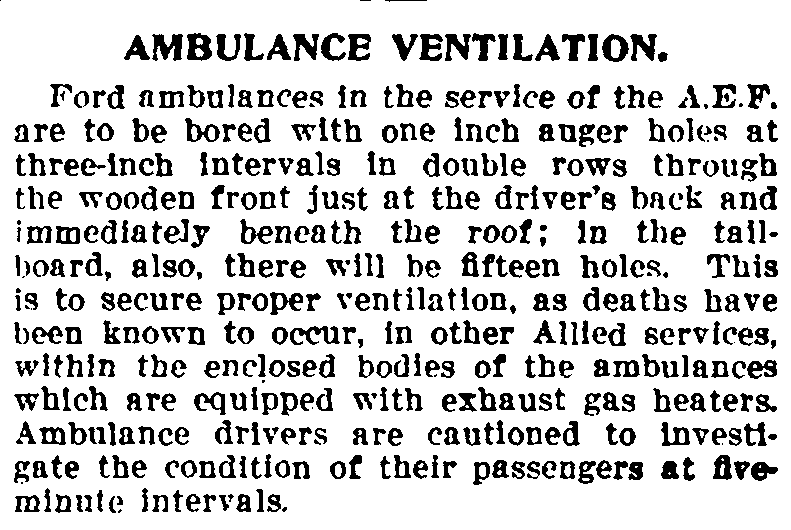 AMBULANCE VENTILATION.
Ford ambulances in the service of the A.E.F.
are to be bored with one inch auger holes at
three-inch intervals in double rows through
the wooden front just at the driver's back and
immediately beneath the roof; in the tail-
board, also, there will be fifteen holes. This
is to secure proper ventilation, as deaths have
been known to occur, in other Allied services,
within the enclosed bodies of the ambulances
which are equipped with exhaust gas heaters.
Ambulance drivers are cautioned to investi-
gate the condition of their passengers at five-
minute intervals.